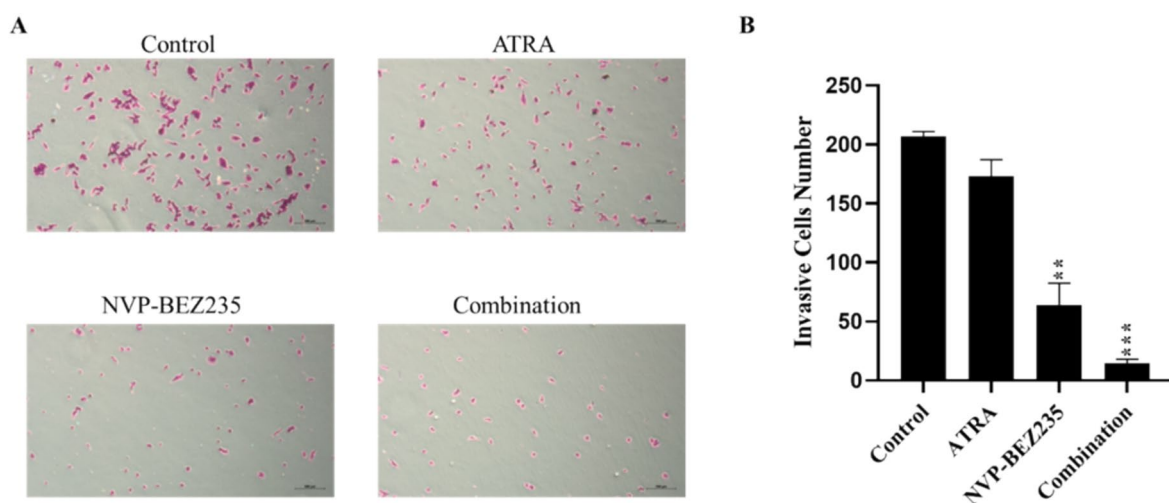 A
Control
ATRA
NVP-BEZ235
Combination
B
Invasive Cells Number
250
200
150
100
50
0
**
***
Control
ATRA
NVP-BEZ235
Combination